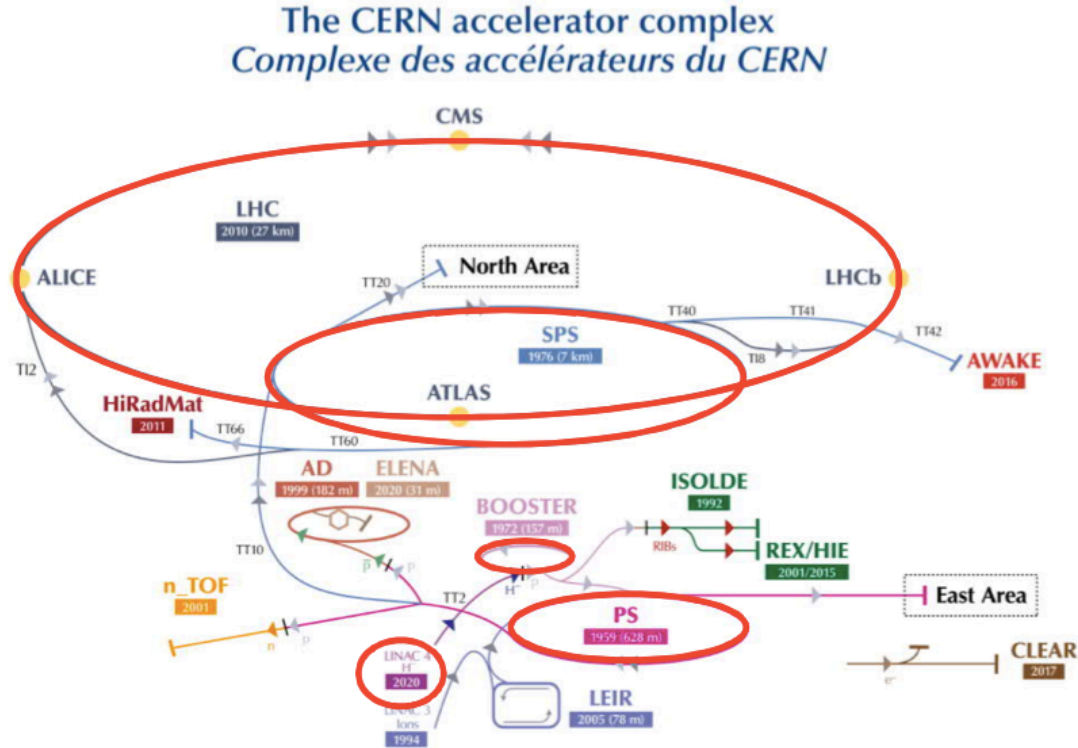 The CERN accelerator complex
Complexe des accélérateurs du CERN
CMS
LHC
2010 (27 km)
North Area
ALICE
TT20
LHCb
TT40
TT41
SPS
1976 (7 km)
TT42
TI8
TI2
AWAKE
2016
ATLAS
HiRadMat
2011
TT66
TT60
AD
1999 (182 m)
ELENA
2020 (31 m)
ISOLDE
1992
BOOSTER
1972 (157 m)
RIBs
REX/HIE
2001/2015
TT10
p
p
H⁻
p
n_TOF
2001
TT2
East Area
PS
1959 (628 m)
n
p
LINAC 4
H⁻
2020
CLEAR
2017
e⁻
LEIR
2005 (78 m)
LINAC 3
Ions
1994